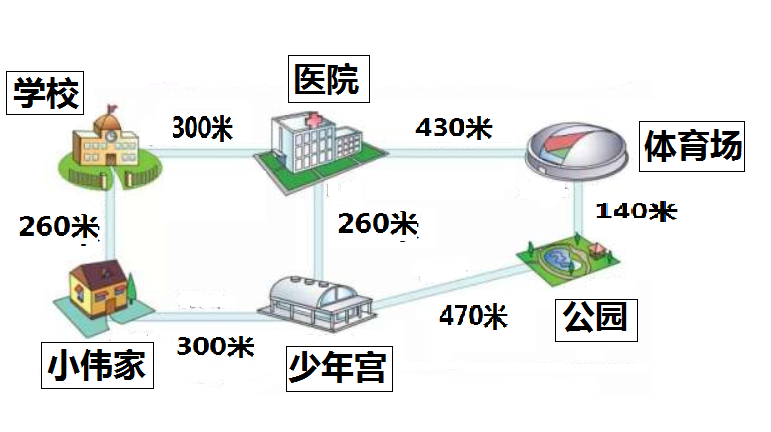 学校
医院
300米
430米
体育场
260米
260米
140米
小伟家
300米
少年宫
470米
公园